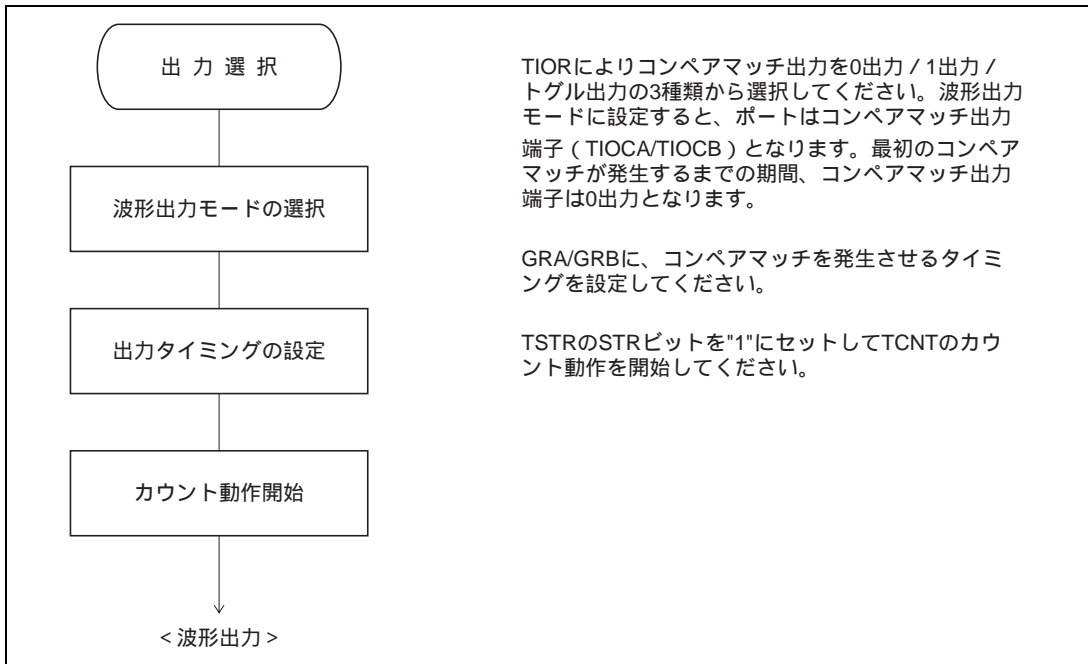 出 力 選 択
波形出力モードの選択
出力タイミングの設定
カウント動作開始
< 波形出力 >
TIORによりコンペアマッチ出力を0出力 / 1出力 /
トグル出力の3種類から選択してください。波形出力
モードに設定すると、ポートはコンペアマッチ出力
端子 ( TIOCA/TIOCB ) となります。最初のコンペア
マッチが発生するまでの期間、コンペアマッチ出力
端子は0出力となります。
GRA/GRBに、コンペアマッチを発生させるタイミ
ングを設定してください。
TSTRのSTRビットを"1"にセットしてTCNTのカウ
ント動作を開始してください。